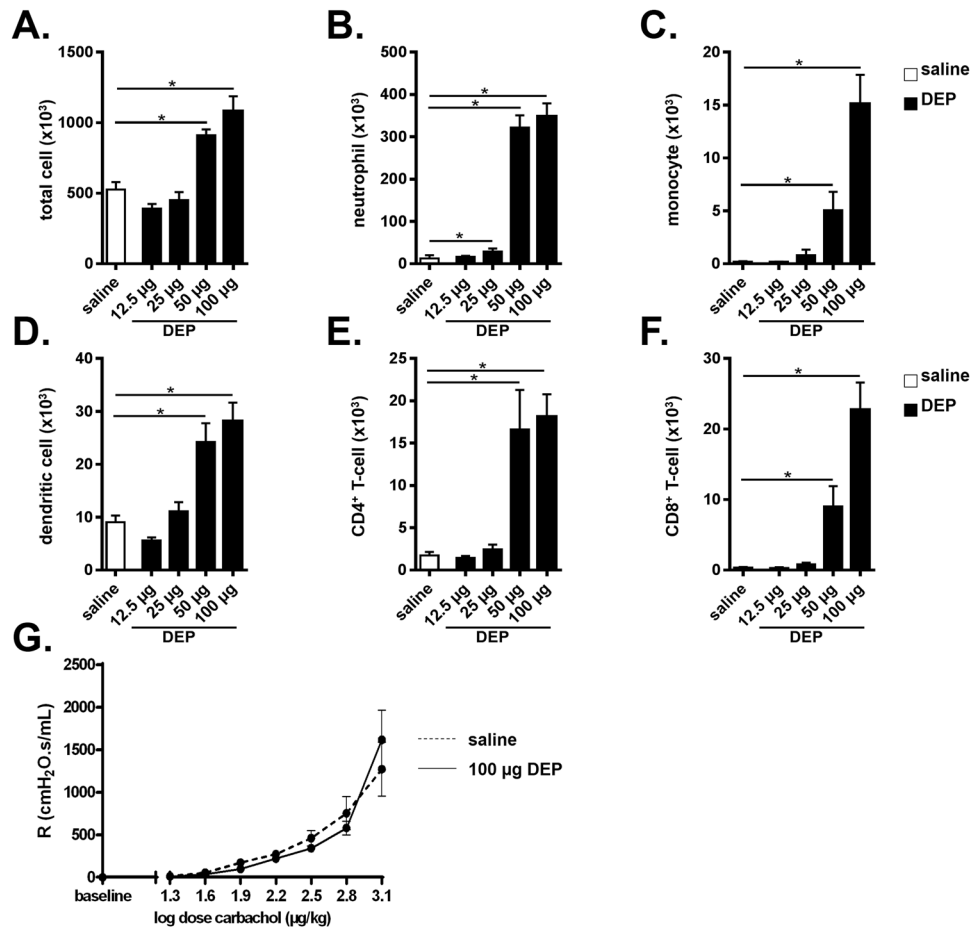 A.
1500
1000
500
0
total cell (x10³)
*
*
saline
12.5 µg
25 µg
50 µg
100 µg
DEP
B.
500
400
300
200
100
0
neutrophil (x10³)
*
*
*
saline
12.5 µg
25 µg
50 µg
100 µg
DEP
C.
20
15
10
5
0
monocyte (x10³)
*
*
saline
12.5 µg
25 µg
50 µg
100 µg
DEP
saline
DEP
D.
40
30
20
10
0
dendritic cell (x10³)
*
*
saline
12.5 µg
25 µg
50 µg
100 µg
DEP
E.
25
20
15
10
5
0
CD4⁺ T-cell (x10³)
*
*
saline
12.5 µg
25 µg
50 µg
100 µg
DEP
F.
30
20
10
0
CD8⁺ T-cell (x10³)
*
*
saline
12.5 µg
25 µg
50 µg
100 µg
DEP
saline
DEP
G.
2500
2000
1500
1000
500
0
R (cmH₂O.s/mL)
baseline
1.3 1.6 1.9 2.2 2.5 2.8 3.1
log dose carbachol (µg/kg)
saline
100 µg DEP